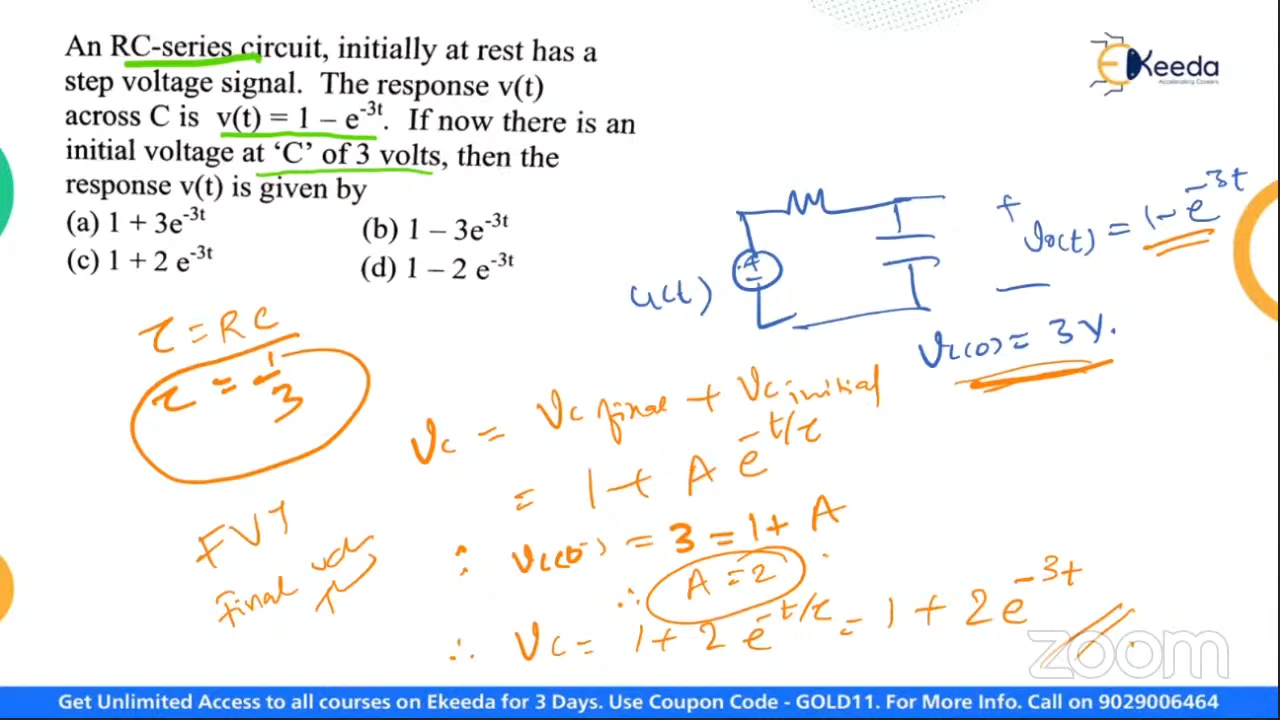 An RC-series circuit, initially at rest has a
step voltage signal. The response v(t)
across C is v(t) = 1 – e^-3t. If now there is an
initial voltage at ‘C’ of 3 volts, then the
response v(t) is given by
(a) 1 + 3e^-3t (b) 1 – 3e^-3t
(c) 1 + 2 e^-3t (d) 1 – 2 e^-3t
Ekeeda
Accelerating Careers
+
v0(t) = 1 - e^-3t
u(t)
+
-
—
Vc(0) = 3V.
τ = RC
τ = 1/3
Vc = Vc final + Vc initial
= 1 + A e^-t/τ
∴ Vc(0-) = 3 = 1 + A
∴ A = 2
∴ Vc = 1 + 2 e^-t/τ = 1 + 2e^-3t
FVT
Final
zoom
Get Unlimited Access to all courses on Ekeeda for 3 Days. Use Coupon Code - GOLD11. For More Info. Call on 9029006464